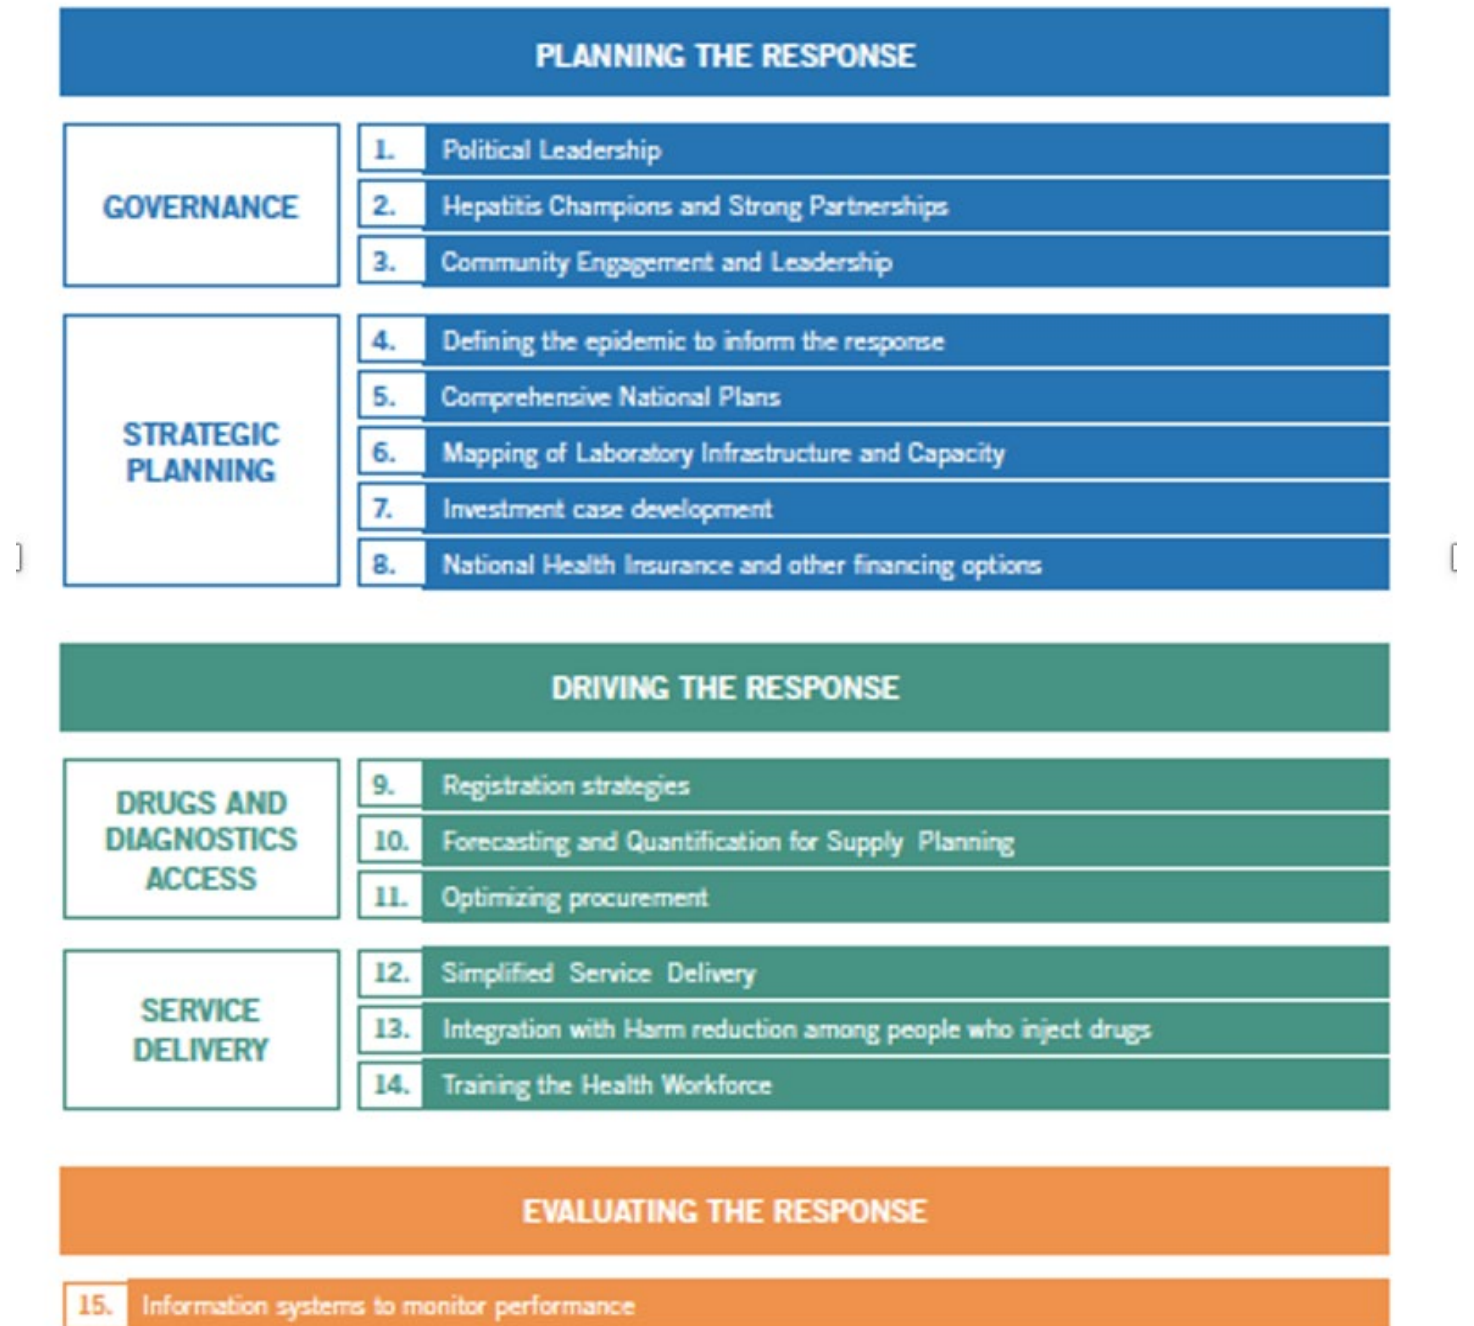 PLANNING THE RESPONSE
GOVERNANCE
1. Political Leadership
2. Hepatitis Champions and Strong Partnerships
3. Community Engagement and Leadership
STRATEGIC
PLANNING
4. Defining the epidemic to inform the response
5. Comprehensive National Plans
6. Mapping of Laboratory Infrastructure and Capacity
7. Investment case development
8. National Health Insurance and other financing options
DRIVING THE RESPONSE
DRUGS AND
DIAGNOSTICS
ACCESS
9. Registration strategies
10. Forecasting and Quantification for Supply Planning
11. Optimizing procurement
SERVICE
DELIVERY
12. Simplified Service Delivery
13. Integration with Harm reduction among people who inject drugs
14. Training the Health Workforce
EVALUATING THE RESPONSE
15. Information systems to monitor performance